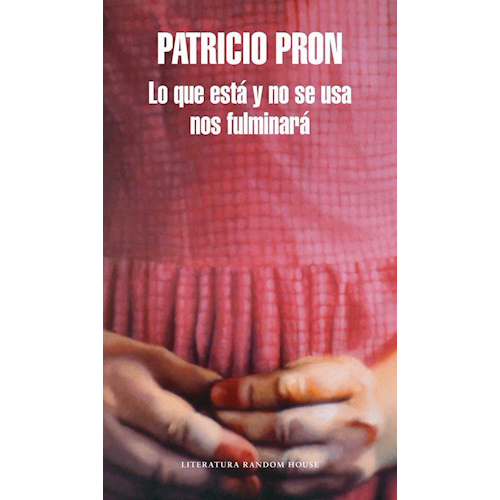 PATRICIO PRON
Lo que está y no se usa
nos fulminará
LITERATURA RANDOM HOUSE